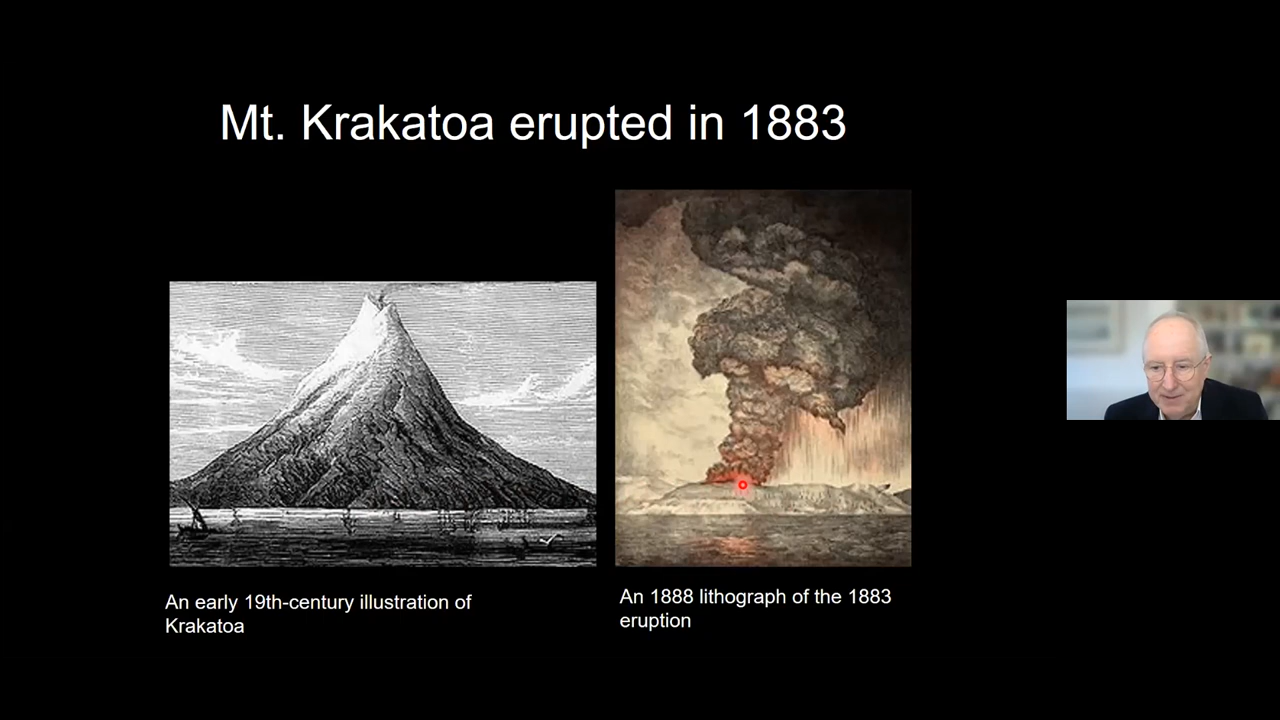 Mt. Krakatoa erupted in 1883
An early 19th-century illustration of
Krakatoa
An 1888 lithograph of the 1883
eruption